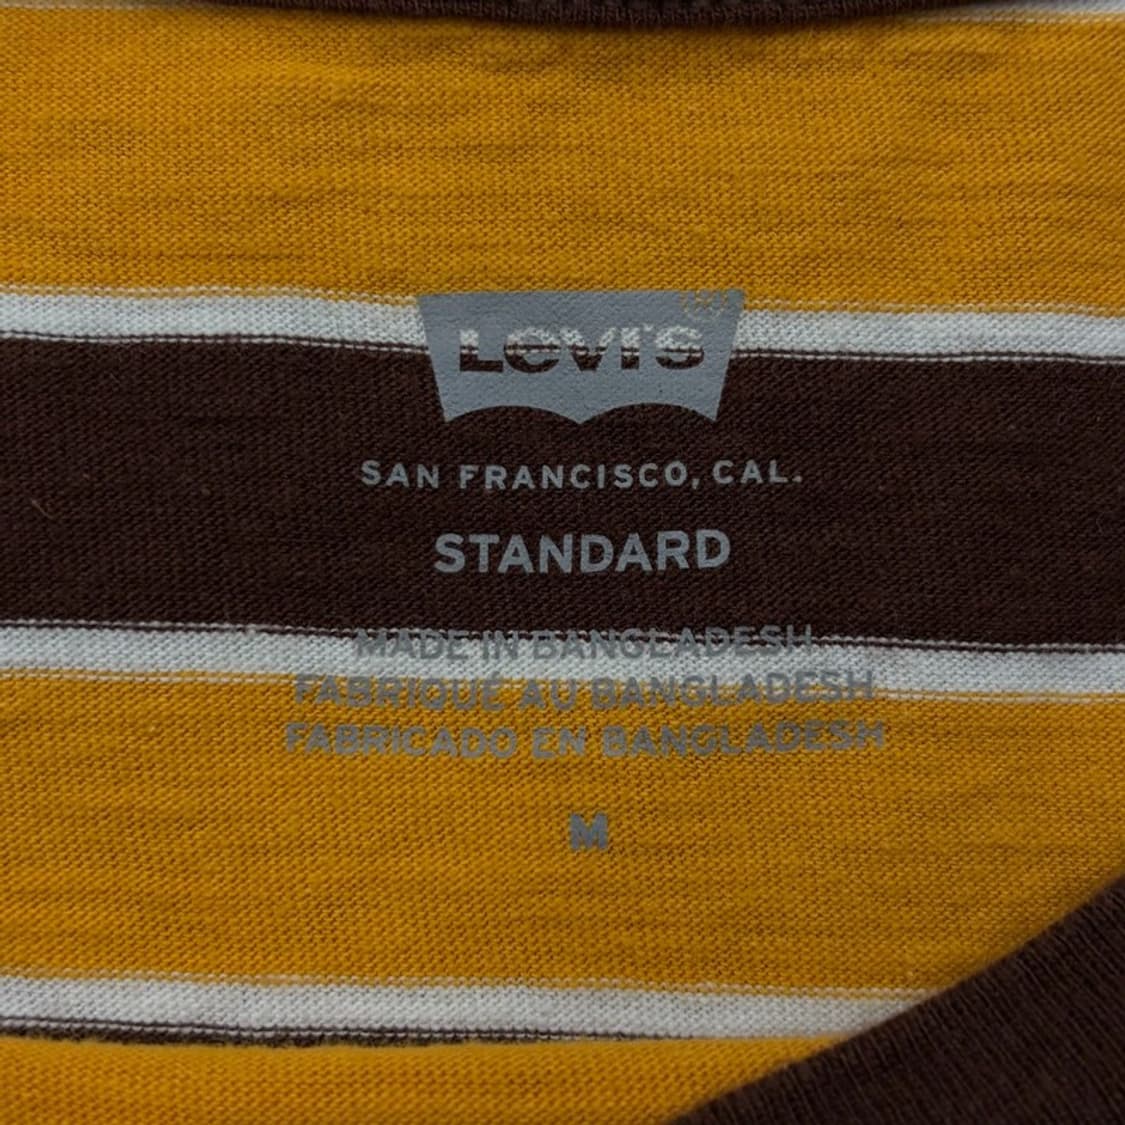 Levi's ®
SAN FRANCISCO, CAL.
STANDARD
MADE IN BANGLADESH
FABRIQUÉ AU BANGLADESH
FABRICADO EN BANGLADESH
M